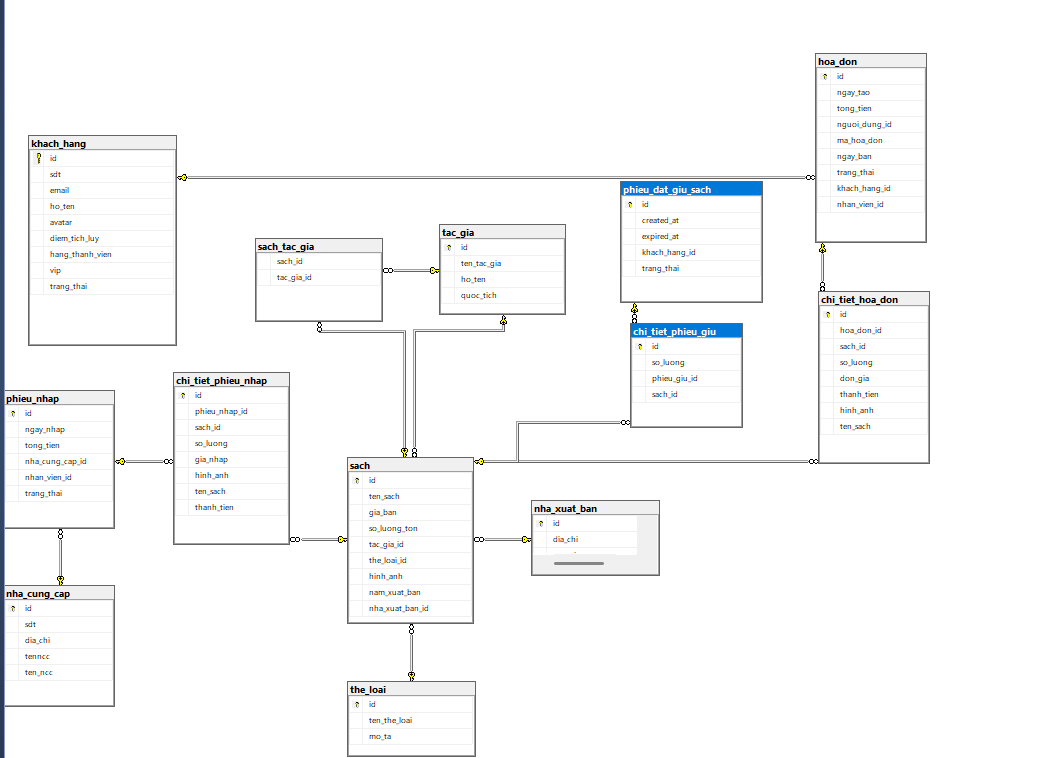 hoa_don
id
ngay_tao
tong_tien
nguoi_dung_id
ma_hoa_don
ngay_ban
trang_thai
khach_hang_id
nhan_vien_id
khach_hang
id
sdt
email
ho_ten
avatar
diem_tich_luy
hang_thanh_vien
vip
trang_thai
phieu_dat_giu_sach
id
created_at
expired_at
khach_hang_id
trang_thai
sach_tac_gia
sach_id
tac_gia_id
tac_gia
id
ten_tac_gia
ho_ten
quoc_tich
chi_tiet_hoa_don
id
hoa_don_id
sach_id
so_luong
don_gia
thanh_tien
hinh_anh
ten_sach
chi_tiet_phieu_giu
id
so_luong
phieu_giu_id
sach_id
chi_tiet_phieu_nhap
id
phieu_nhap_id
sach_id
so_luong
gia_nhap
hinh_anh
ten_sach
thanh_tien
phieu_nhap
id
ngay_nhap
tong_tien
nha_cung_cap_id
nhan_vien_id
trang_thai
sach
id
ten_sach
gia_ban
so_luong_ton
tac_gia_id
the_loai_id
hinh_anh
nam_xuat_ban
nha_xuat_ban_id
nha_xuat_ban
id
dia_chi
nha_cung_cap
id
sdt
dia_chi
tenncc
ten_ncc
the_loai
id
ten_the_loai
mo_ta